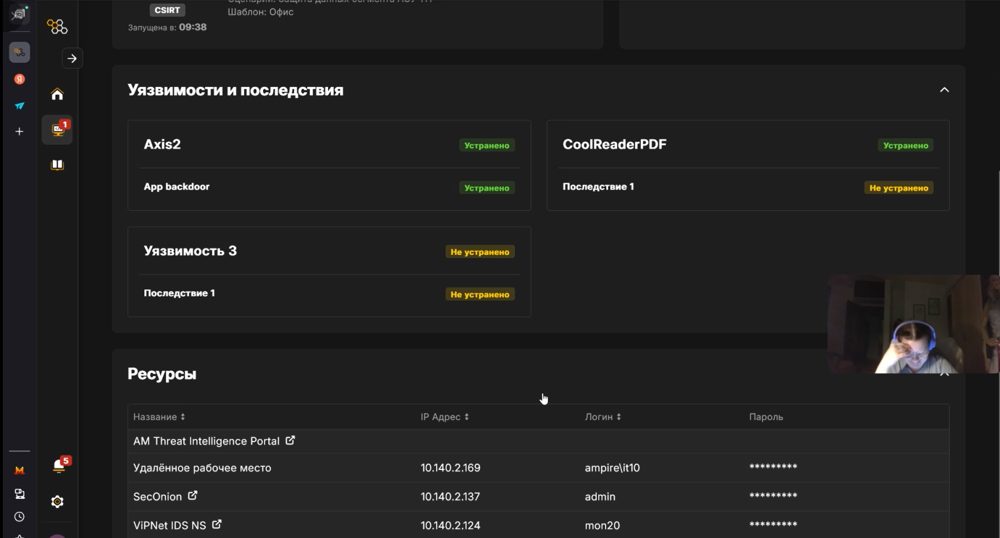 CSIRT
Шаблон: Офис
Запущена в: 09:38
Уязвимости и последствия
Axis2
Устранено
App backdoor
Устранено
CoolReaderPDF
Устранено
Последствие 1
Не устранено
Уязвимость 3
Не устранено
Последствие 1
Не устранено
Ресурсы
Название IP Адрес Логин Пароль
AM Threat Intelligence Portal
Удалённое рабочее место 10.140.2.169 ampire\it10 *********
SecOnion 10.140.2.137 admin *********
ViPNet IDS NS 10.140.2.124 mon20 *********
Я
1
5